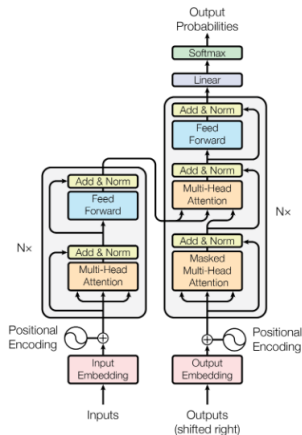 Output
Probabilities
Softmax
Linear
Add & Norm
Feed
Forward
Add & Norm
Multi-Head
Attention
Add & Norm
Masked
Multi-Head
Attention
N×
Add & Norm
Feed
Forward
Add & Norm
Multi-Head
Attention
N×
Positional
Encoding
Positional
Encoding
Input
Embedding
Output
Embedding
Inputs
Outputs
(shifted right)